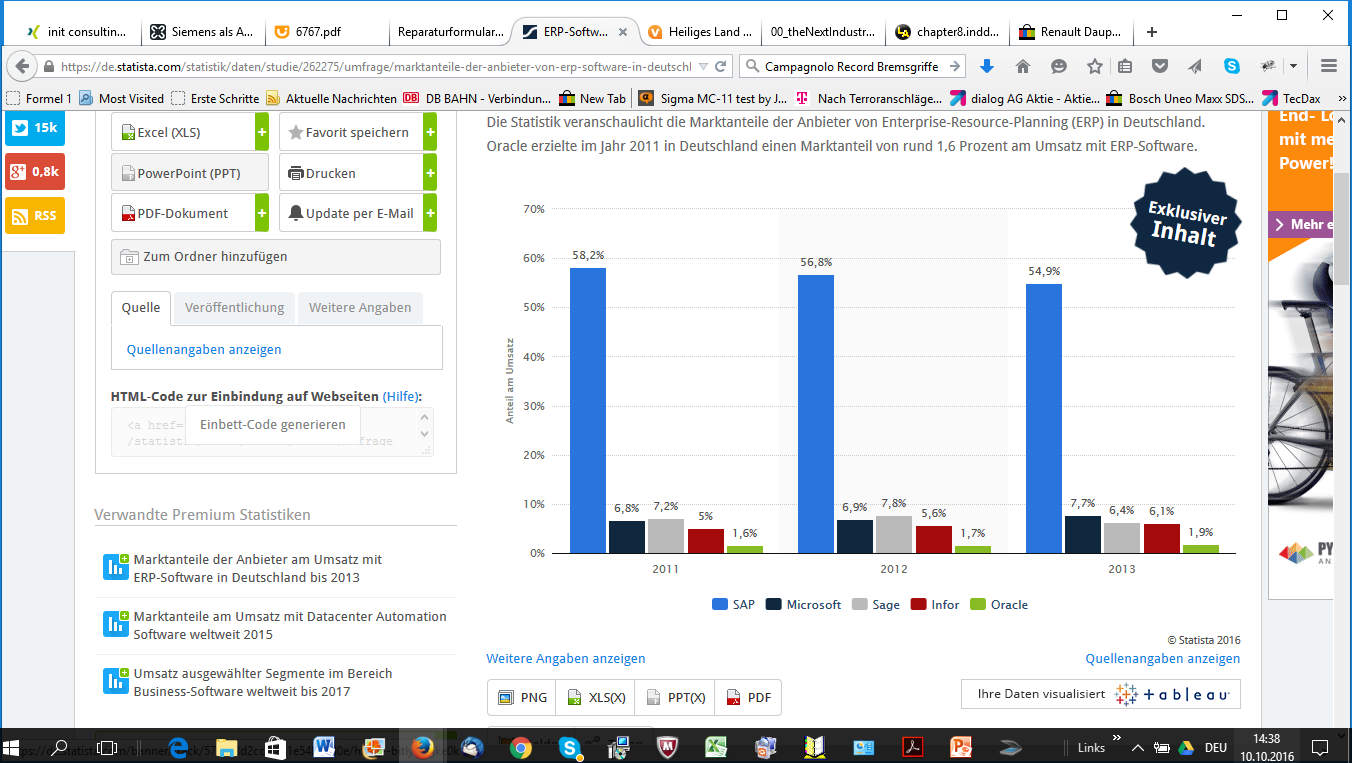 init consultin...
Siemens als A...
6767.pdf
Reparaturformular...
ERP-Softw...
Heiliges Land ...
00_theNextIndustr...
chapter8.indd...
Renault Daup...
https://de.statista.com/statistik/daten/studie/262275/umfrage/marktanteile-der-anbieter-von-erp-software-in-deutschl
Campagnolo Record Bremsgriffe
Formel 1
Most Visited
Erste Schritte
Aktuelle Nachrichten
DB BAHN - Verbindun...
New Tab
Sigma MC-11 test by J...
Nach Terroranschläge...
dialog AG Aktie - Aktie...
Bosch Uneo Maxx SDS...
TecDax
15k
0,8k
RSS
Excel (XLS)
Favorit speichern
PowerPoint (PPT)
Drucken
PDF-Dokument
Update per E-Mail
Zum Ordner hinzufügen
Quelle
Veröffentlichung
Weitere Angaben
Quellenangaben anzeigen
HTML-Code zur Einbindung auf Webseiten (Hilfe):
<a href=
Einbett-Code generieren
/statist
frage
Verwandte Premium Statistiken
Marktanteile der Anbieter am Umsatz mit
ERP-Software in Deutschland bis 2013
Marktanteile am Umsatz mit Datacenter Automation
Software weltweit 2015
Umsatz ausgewählter Segmente im Bereich
Business-Software weltweit bis 2017
Die Statistik veranschaulicht die Marktanteile der Anbieter von Enterprise-Resource-Planning (ERP) in Deutschland.
Oracle erzielte im Jahr 2011 in Deutschland einen Marktanteil von rund 1,6 Prozent am Umsatz mit ERP-Software.
Exklusiver
Inhalt
Anteil am Umsatz
70%
60%
50%
40%
30%
20%
10%
0%
58,2%
6,8%
7,2%
5%
1,6%
56,8%
6,9%
7,8%
5,6%
1,7%
54,9%
7,7%
6,4%
6,1%
1,9%
2011
2012
2013
SAP
Microsoft
Sage
Infor
Oracle
© Statista 2016
Weitere Angaben anzeigen
Quellenangaben anzeigen
PNG
XLS(X)
PPT(X)
PDF
Ihre Daten visualisiert
+ableau
End- Lo
mit me
Power!
Mehr e
PY
AN
Links
DEU
14:38
10.10.2016